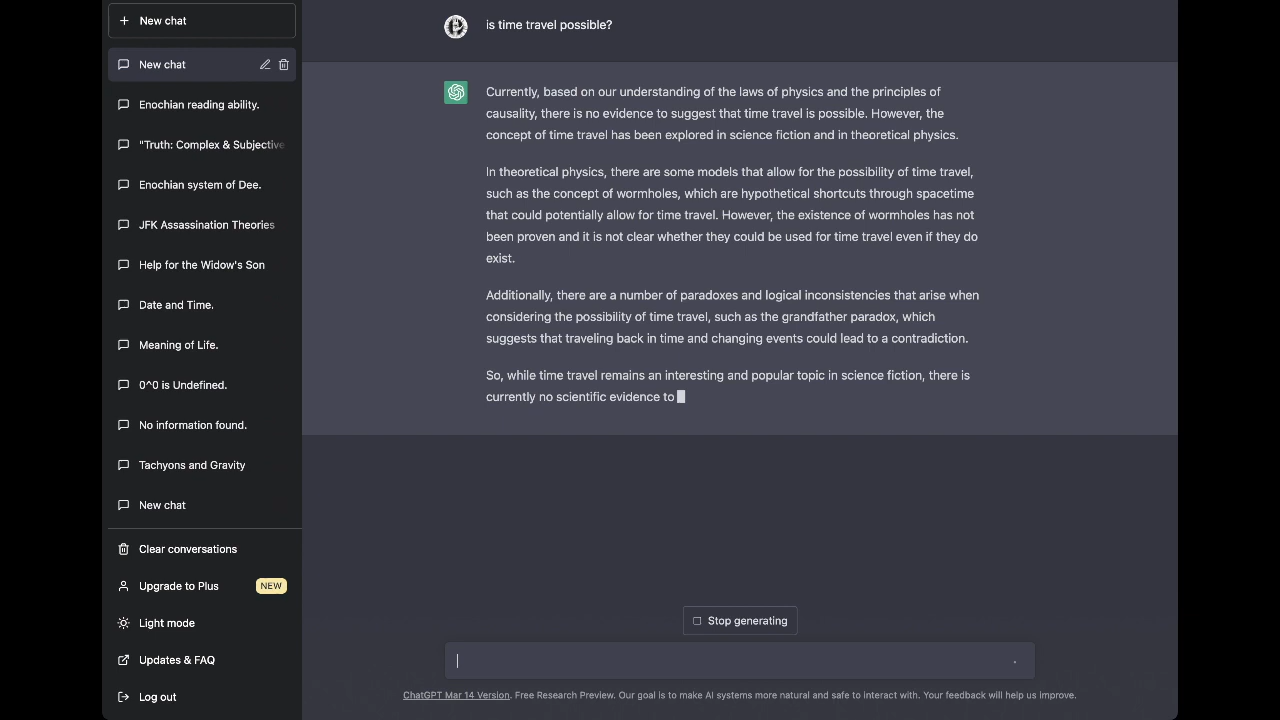 New chat
New chat
Enochian reading ability.
"Truth: Complex & Subjective
Enochian system of Dee.
JFK Assassination Theories
Help for the Widow's Son
Date and Time.
Meaning of Life.
0^0 is Undefined.
No information found.
Tachyons and Gravity
New chat
Clear conversations
Upgrade to Plus NEW
Light mode
Updates & FAQ
Log out
is time travel possible?
Currently, based on our understanding of the laws of physics and the principles of
causality, there is no evidence to suggest that time travel is possible. However, the
concept of time travel has been explored in science fiction and in theoretical physics.
In theoretical physics, there are some models that allow for the possibility of time travel,
such as the concept of wormholes, which are hypothetical shortcuts through spacetime
that could potentially allow for time travel. However, the existence of wormholes has not
been proven and it is not clear whether they could be used for time travel even if they do
exist.
Additionally, there are a number of paradoxes and logical inconsistencies that arise when
considering the possibility of time travel, such as the grandfather paradox, which
suggests that traveling back in time and changing events could lead to a contradiction.
So, while time travel remains an interesting and popular topic in science fiction, there is
currently no scientific evidence to
Stop generating
ChatGPT Mar 14 Version. Free Research Preview. Our goal is to make AI systems more natural and safe to interact with. Your feedback will help us improve.